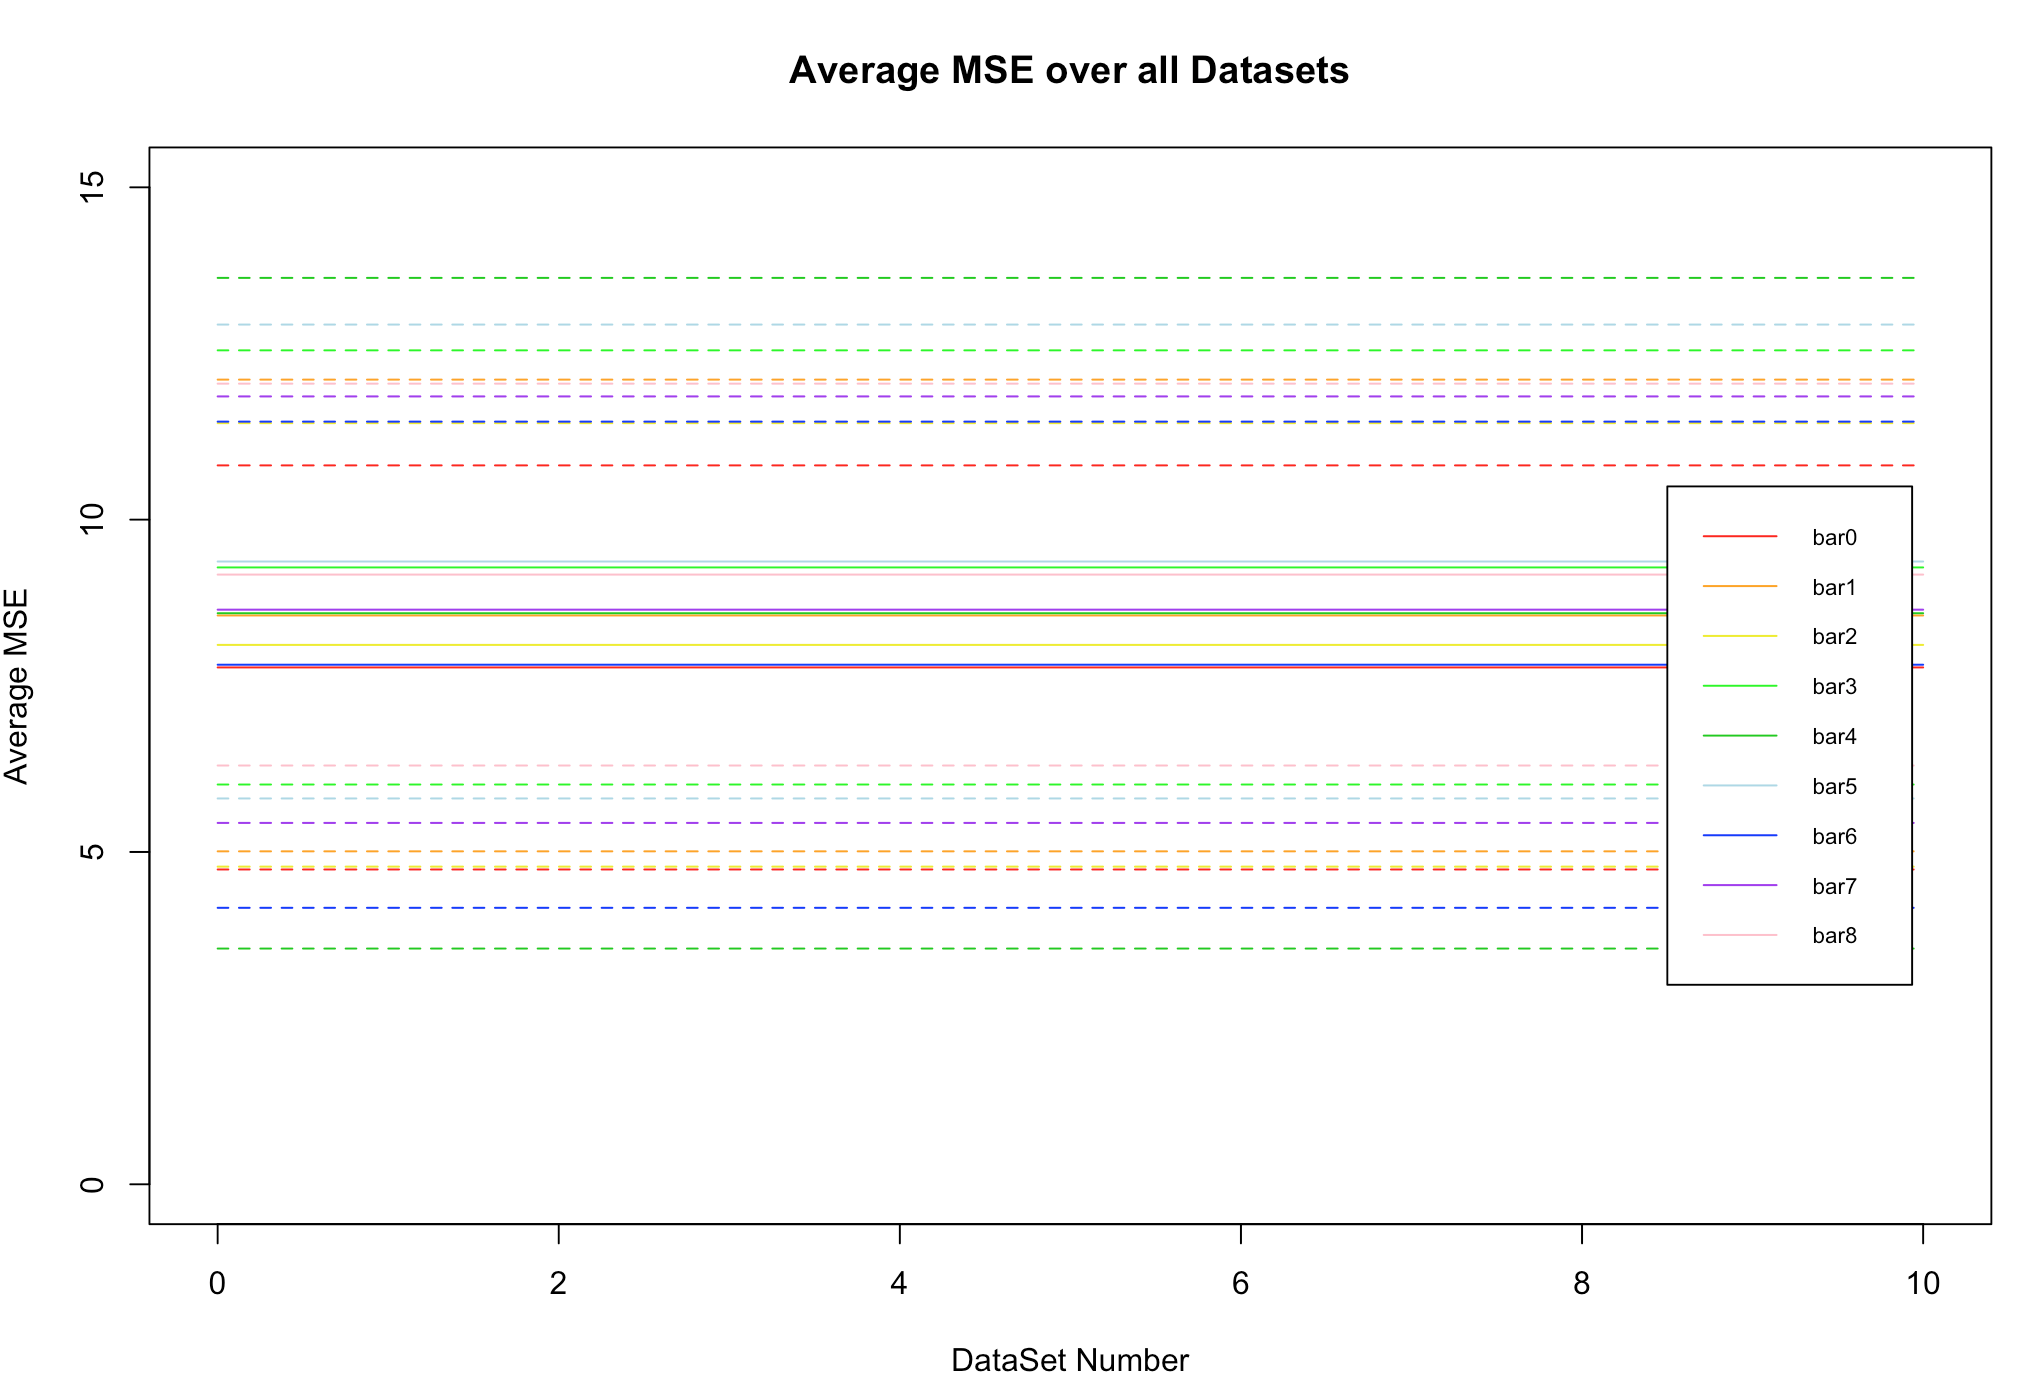 Average MSE over all Datasets
15
10
5
0
Average MSE
bar0
bar1
bar2
bar3
bar4
bar5
bar6
bar7
bar8
0 2 4 6 8 10
DataSet Number